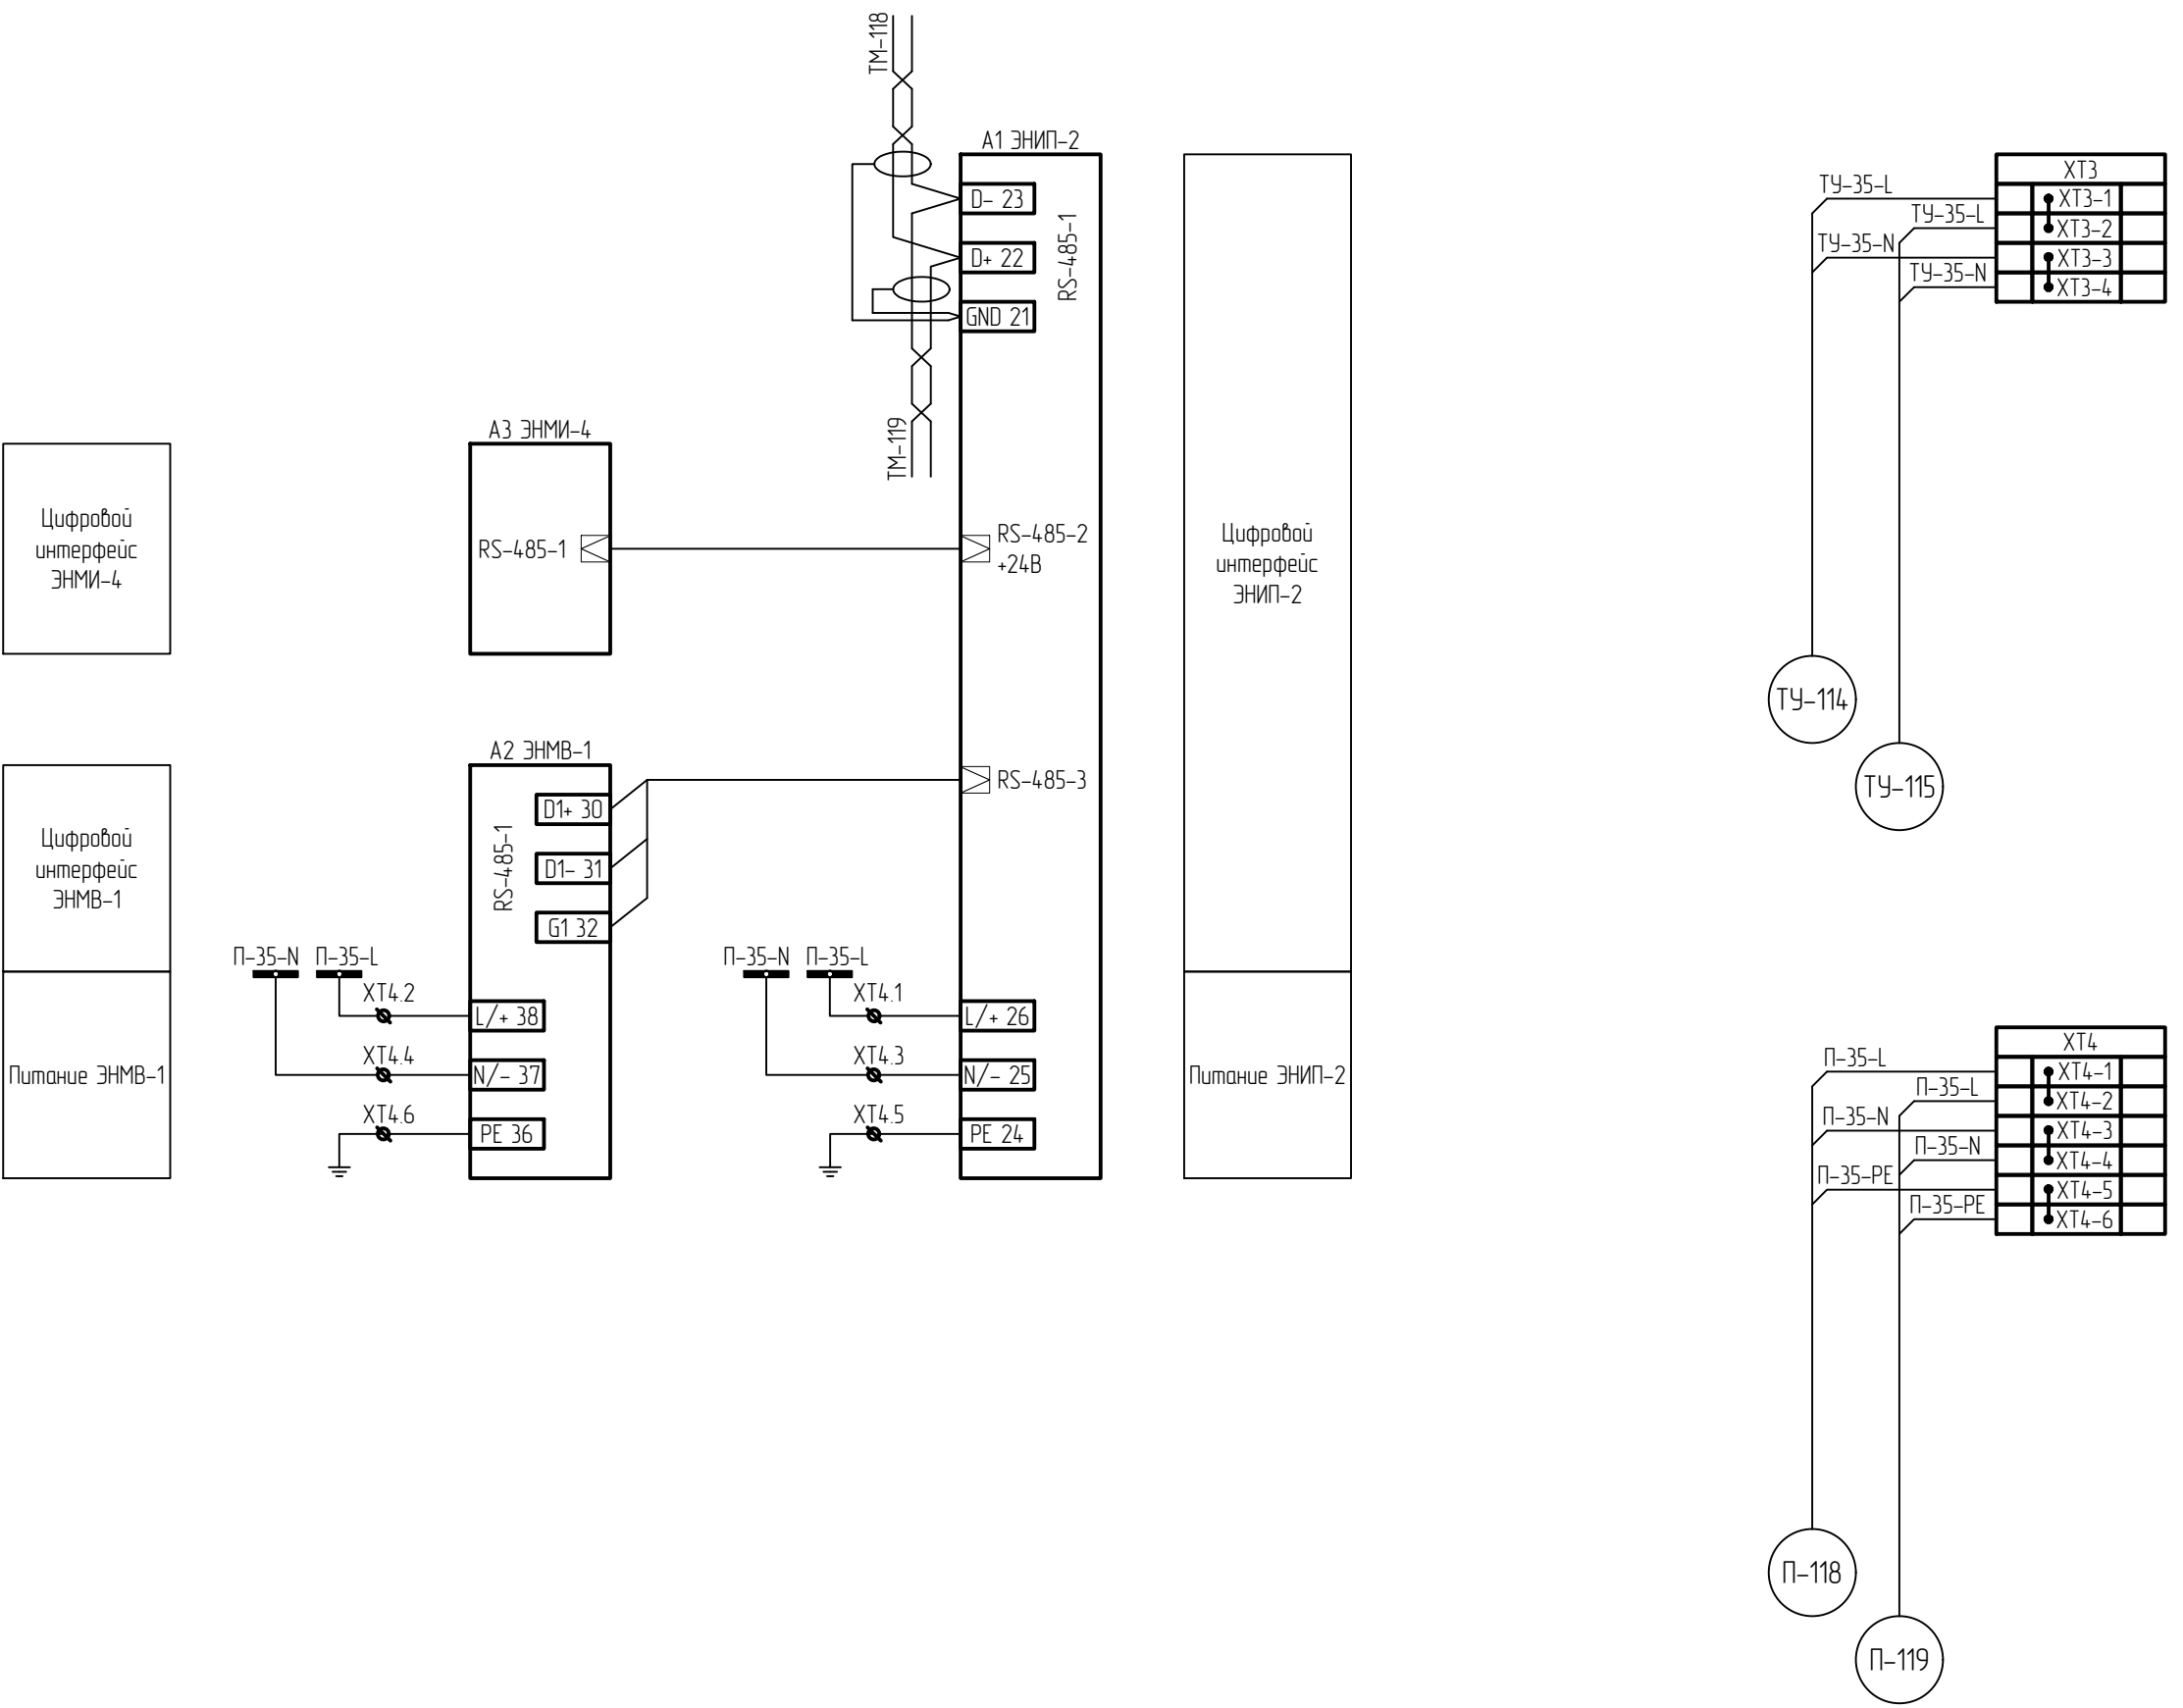 ТМ-118
А1 ЭНИП-2
D- 23
D+ 22
GND 21
RS-485-1
ТМ-119
RS-485-2
+24В
RS-485-3
П-35-N
П-35-L
ХТ4.1
L/+ 26
ХТ4.3
N/- 25
ХТ4.5
PE 24
Цифровой
интерфейс
ЭНИП-2
Питание ЭНИП-2
Цифровой
интерфейс
ЭНМИ-4
А3 ЭНМИ-4
RS-485-1
Цифровой
интерфейс
ЭНМВ-1
Питание ЭНМВ-1
А2 ЭНМВ-1
D1+ 30
D1- 31
G1 32
RS-485-1
П-35-N
П-35-L
ХТ4.2
L/+ 38
ХТ4.4
N/- 37
ХТ4.6
PE 36
ХТ3
ТУ-35-L
ХТ3-1
ТУ-35-L
ХТ3-2
ТУ-35-N
ХТ3-3
ТУ-35-N
ХТ3-4
ТУ-114
ТУ-115
ХТ4
П-35-L
ХТ4-1
П-35-L
ХТ4-2
П-35-N
ХТ4-3
П-35-N
ХТ4-4
П-35-PE
ХТ4-5
П-35-PE
ХТ4-6
П-118
П-119